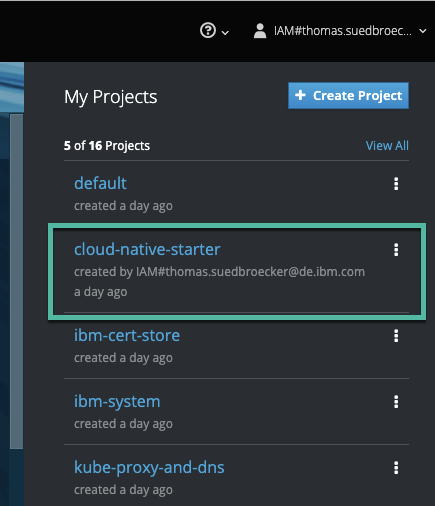 IAM#thomas.suedbroec...
My Projects
+ Create Project
5 of 16 Projects
View All
default
created a day ago
cloud-native-starter
created by IAM#thomas.suedbroecker@de.ibm.com
a day ago
ibm-cert-store
created a day ago
ibm-system
created a day ago
kube-proxy-and-dns
created a day ago